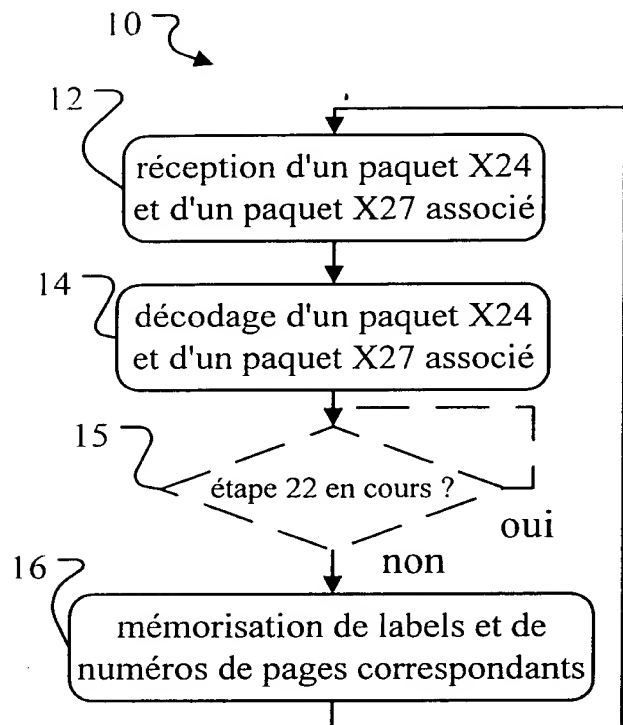 10
12
réception d'un paquet X24
et d'un paquet X27 associé
14
décodage d'un paquet X24
et d'un paquet X27 associé
15
étape 22 en cours ?
oui
non
16
mémorisation de labels et de
numéros de pages correspondants